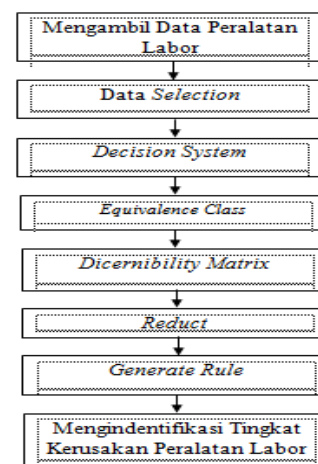 Mengambil Data Peralatan
Labor
Data Selection
Decision System
Equivalence Class
Dicernibility Matrix
Reduct
Generate Rule
Mengindentifikasi Tingkat
Kerusakan Peralatan Labor